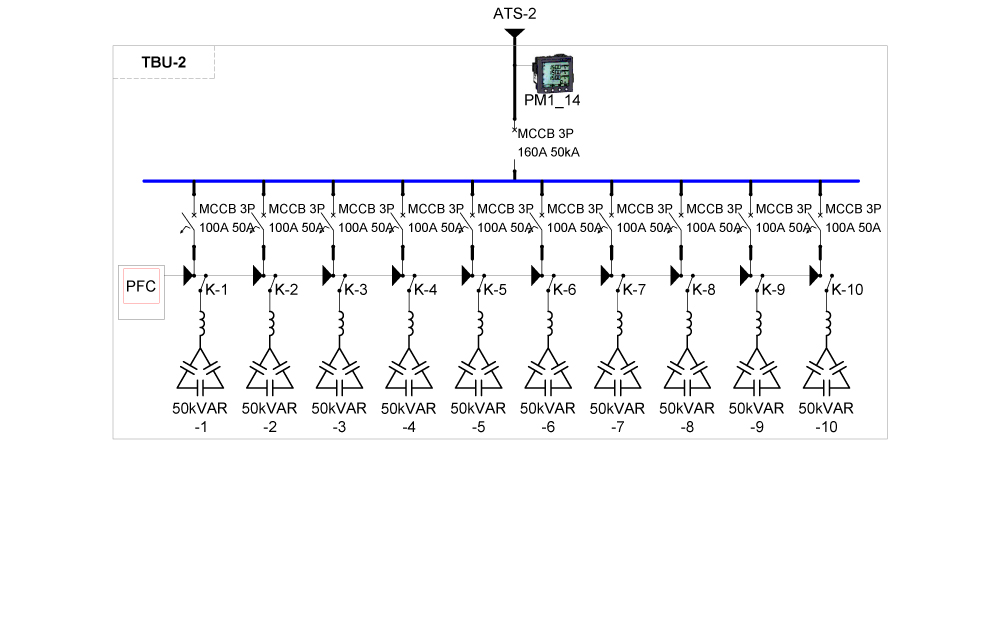 ATS-2
TBU-2
PM1_14
MCCB 3P
160A 50kA
MCCB 3P MCCB 3P MCCB 3P MCCB 3P MCCB 3P MCCB 3P MCCB 3P MCCB 3P MCCB 3P MCCB 3P
100A 50A 100A 50A 100A 50A 100A 50A 100A 50A 100A 50A 100A 50A 100A 50A 100A 50A 100A 50A
PFC K-1 K-2 K-3 K-4 K-5 K-6 K-7 K-8 K-9 K-10
50kVAR 50kVAR 50kVAR 50kVAR 50kVAR 50kVAR 50kVAR 50kVAR 50kVAR 50kVAR
-1 -2 -3 -4 -5 -6 -7 -8 -9 -10